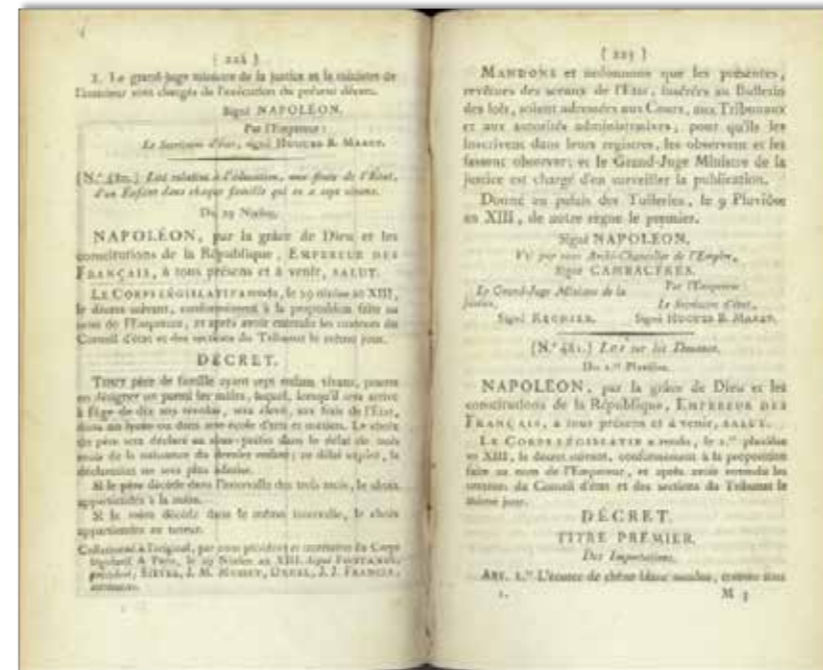 ( 224 )
2. Le grand-juge ministre de la justice et le ministre de
l'intérieur sont chargés de l'exécution du présent décret.
Signé NAPOLÉON.
Par l'Empereur :
Le Secrétaire d'état, signé HUGUES B. MARET.
(N.° 480.) Loi relative à l'éducation, aux frais de l'État,
d'un Enfant dans chaque famille qui en a sept vivans.
Du 29 Nivôse.
NAPOLÉON, par la grâce de Dieu et les
constitutions de la République, EMPEREUR DES
FRANÇAIS, à tous présens et à venir, SALUT.
LE CORPS LÉGISLATIF a rendu, le 29 nivôse an XIII,
le décret suivant, conformément à la proposition faite au
nom de l'Empereur, et après avoir entendu les orateurs du
Conseil d'état et des sections du Tribunat le même jour.
DÉCRET.
TOUT père de famille ayant sept enfans vivans, pourra
en désigner un parmi les mâles, lequel, lorsqu'il sera arrivé
à l'âge de dix ans révolus, sera élevé, aux frais de l'État,
dans un lycée ou dans une école d'arts et métiers. Le choix
du père sera déclaré au sous-préfet dans le délai de trois
mois de la naissance du dernier enfant ; ce délai expiré, la
déclaration ne sera plus admise.
Si le père décède dans l'intervalle des trois mois, le choix
appartiendra à la mère.
Si la mère décède dans le même intervalle, le choix
appartiendra au tuteur.
Collationné à l'original, par nous président et secrétaires du Corps
législatif. À Paris, le 29 Nivôse an XIII. Signé FONTANES,
président ; J. M. MUSSET, J. J. FRANCIA,
secrétaires.
( 225 )
MANDONS et ordonnons que les présentes,
revêtues des sceaux de l'État, insérées au Bulletin
des lois, soient adressées aux Cours, aux Tribunaux
et aux autorités administratives, pour qu'ils les
inscrivent dans leurs registres, les observent et les
fassent observer ; et le Grand-Juge Ministre de la
justice est chargé d'en surveiller la publication.
Donné au palais des Tuileries, le 9 Pluviôse
an XIII, de notre règne le premier.
Signé NAPOLÉON.
Vu par nous Archi-Chancelier de l'Empire,
Signé CAMBACÉRÈS.
Le Grand-Juge Ministre de la
justice,
Signé REGNIER.
Par l'Empereur :
Le Secrétaire d'état,
Signé HUGUES B. MARET.
(N.° 481.) Loi sur les Douanes.
Du 1.er Pluviôse.
NAPOLÉON, par la grâce de Dieu et les
constitutions de la République, EMPEREUR DES
FRANÇAIS, à tous présens et à venir, SALUT.
LE CORPS LÉGISLATIF a rendu, le 1.er pluviôse
an XIII, le décret suivant, conformément à la proposition
faite au nom de l'Empereur, et après avoir entendu les
orateurs du Conseil d'état et des sections du Tribunat le
même jour.
DÉCRET.
TITRE PREMIER.
Des Importations.
ART. 1.er L'écorce de chêne blanc moulue, entrera sans
1. M 3